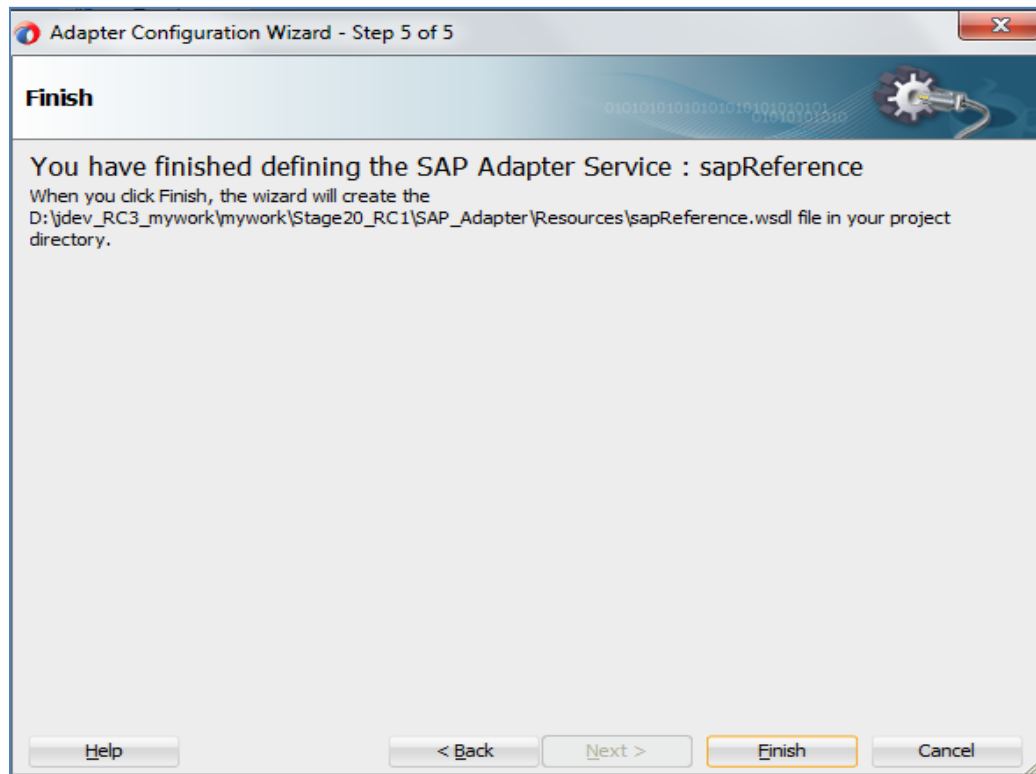 Adapter Configuration Wizard - Step 5 of 5
Finish
You have finished defining the SAP Adapter Service : sapReference
When you click Finish, the wizard will create the
D:\jdev_RC3_mywork\mywork\Stage20_RC1\SAP_Adapter\Resources\sapReference.wsdl file in your project
directory.
Help < Back Next > Finish Cancel